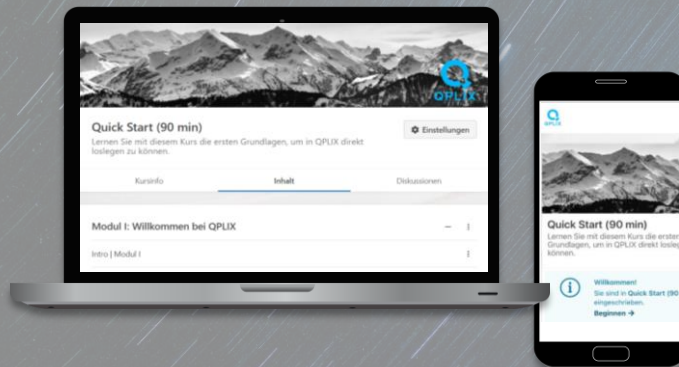 QPLIX
Quick Start (90 min)
Einstellungen
Lernen Sie mit diesem Kurs die ersten Grundlagen, um in QPLIX direkt
loslegen zu können.
Kursinfo
Inhalt
Diskussionen
Modul I: Willkommen bei QPLIX
Intro | Modul I
QPLIX
Quick Start (90 min)
Lernen Sie mit diesem Kurs die ersten
Grundlagen, um in QPLIX direkt
können.
Willkommen!
Sie sind in Quick Start (90
eingeschrieben.
Beginnen →